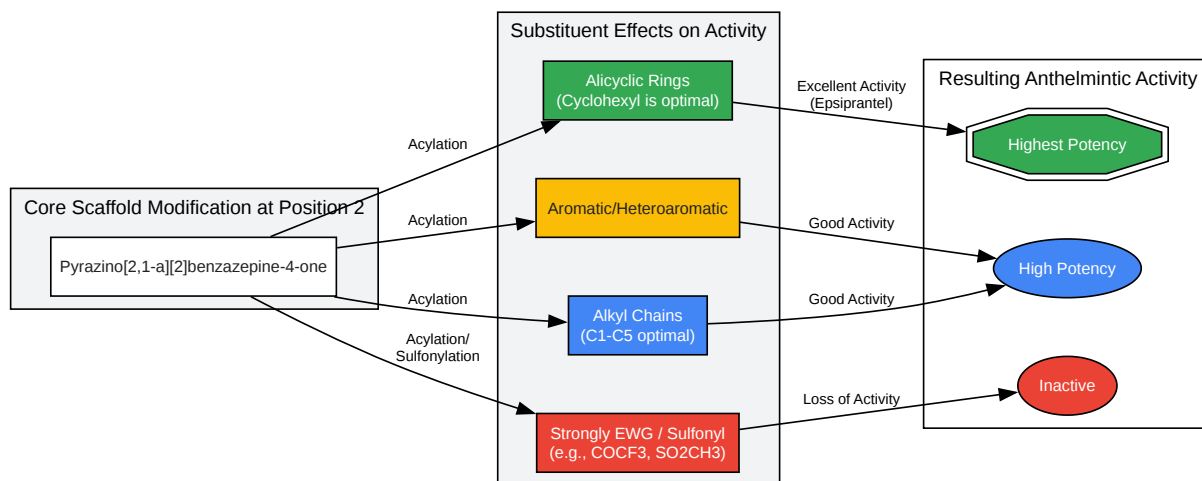 Substituent Effects on Activity
Alicyclic Rings
(Cyclohexyl is optimal)
Excellent Activity
(Epsiprantel)
Resulting Anthelmintic Activity
Highest Potency
Acylation
Core Scaffold Modification at Position 2
Pyrazino[2,1-a][2]benzazepine-4-one
Acylation
Aromatic/Heteroaromatic
Good Activity
High Potency
Acylation
Alkyl Chains
(C1-C5 optimal)
Good Activity
Acylation/
Sulfonylation
Strongly EWG / Sulfonyl
(e.g., COCF3, SO2CH3)
Loss of Activity
Inactive